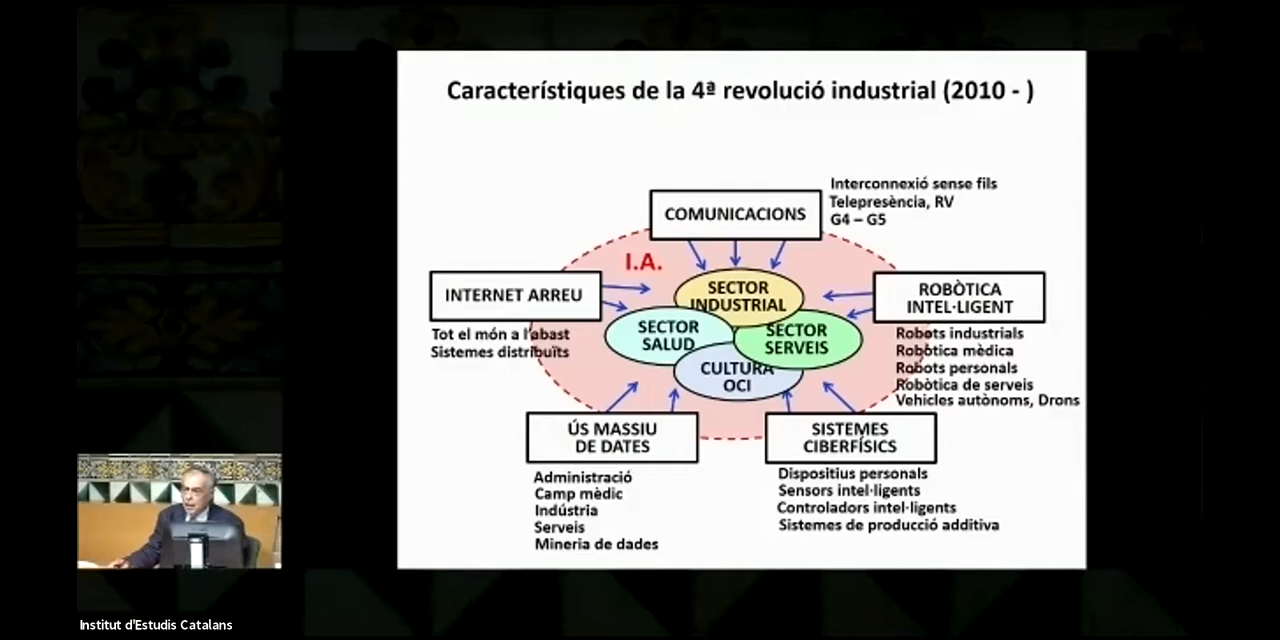 Característiques de la 4ª revolució industrial (2010 - )
Interconnexió sense fils
Telepresència, RV
G4 – G5
COMUNICACIONS
I.A.
INTERNET ARREU
Tot el món a l'abast
Sistemes distribuïts
SECTOR
INDUSTRIAL
SECTOR
SALUD
SECTOR
SERVEIS
CULTURA
OCI
ROBÒTICA
INTEL·LIGENT
Robots industrials
Robòtica mèdica
Robots personals
Robòtica de serveis
Vehicles autònoms, Drons
ÚS MASSIU
DE DATES
Administració
Camp mèdic
Indústria
Serveis
Mineria de dades
SISTEMES
CIBERFÍSICS
Dispositius personals
Sensors intel·ligents
Controladors intel·ligents
Sistemes de producció additiva
Institut d'Estudis Catalans